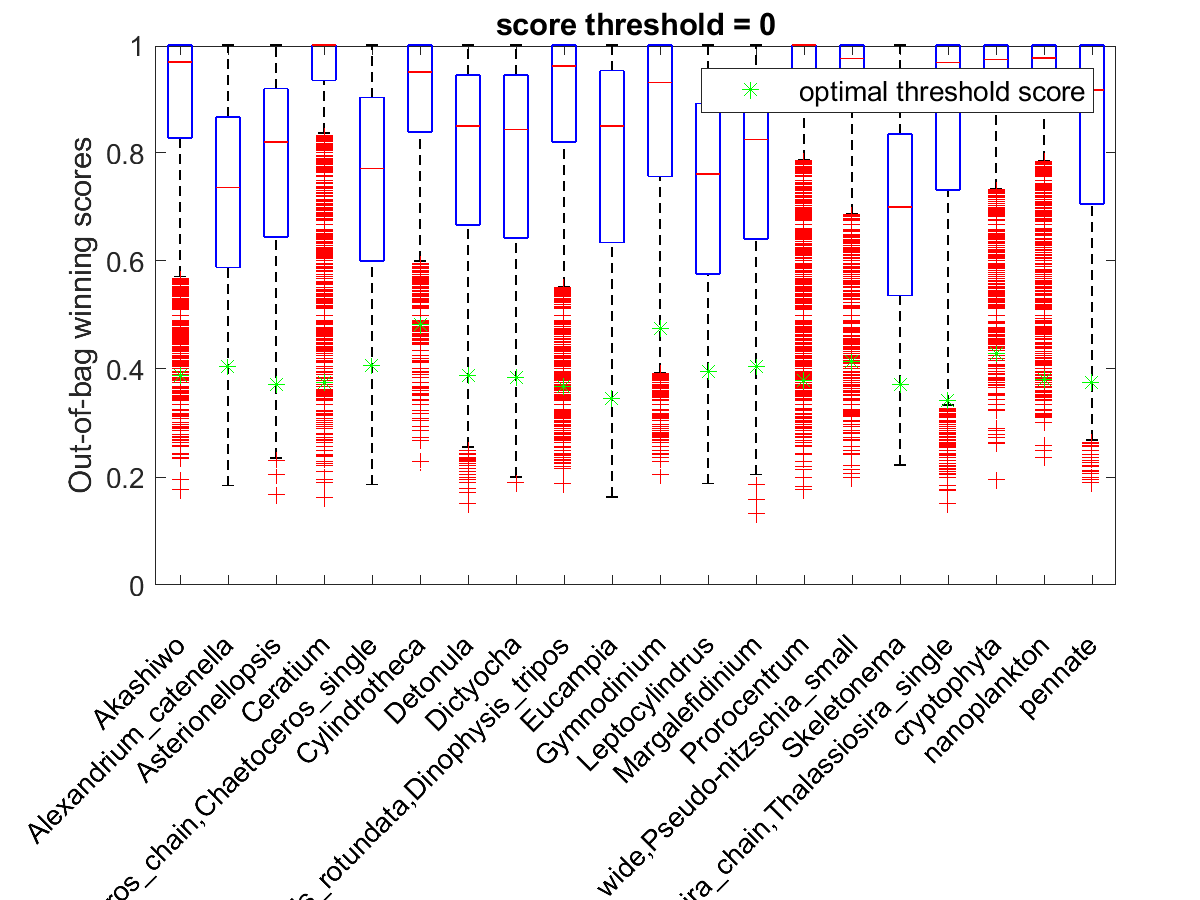 score threshold = 0
optimal threshold score
Out-of-bag winning scores
1
0.8
0.6
0.4
0.2
0
Akashiwo
Alexandrium_catenella
Asterionellopsis
Ceratium
ros_chain,Chaetoceros_single
Cylindrotheca
Detonula
Dictyocha
is_rotundata,Dinophysis_tripos
Eucampia
Gymnodinium
Leptocylindrus
Margalefidinium
Prorocentrum
wide,Pseudo-nitzschia_small
Skeletonema
ira_chain,Thalassiosira_single
cryptophyta
nanoplankton
pennate